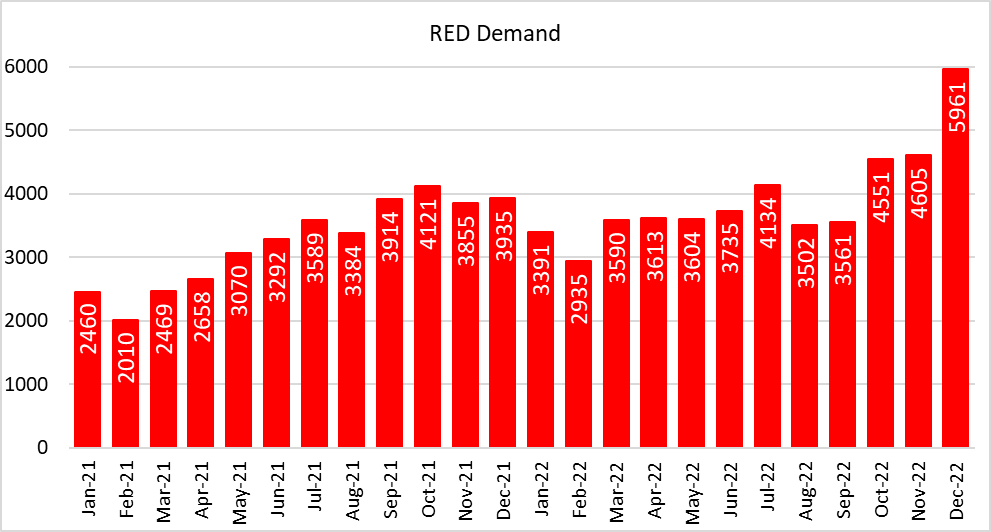 RED Demand
6000
5000
4000
3000
2000
1000
0
2460
2010
2469
2658
3070
3292
3589
3384
3914
4121
3855
3935
3391
2935
3590
3613
3604
3735
4134
3502
3561
4551
4605
5961
Jan-21
Feb-21
Mar-21
Apr-21
May-21
Jun-21
Jul-21
Aug-21
Sep-21
Oct-21
Nov-21
Dec-21
Jan-22
Feb-22
Mar-22
Apr-22
May-22
Jun-22
Jul-22
Aug-22
Sep-22
Oct-22
Nov-22
Dec-22